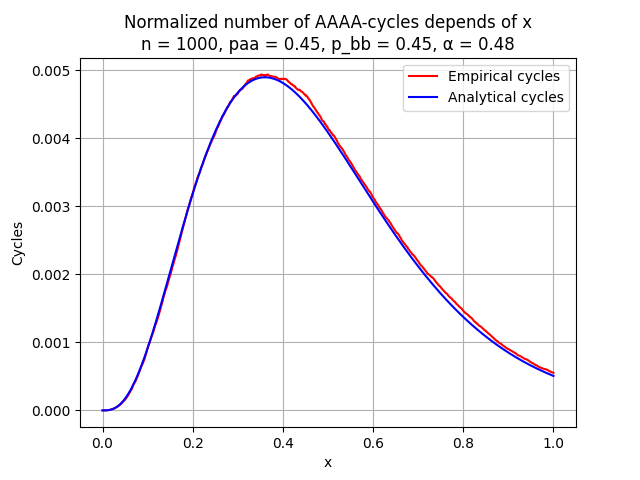 Normalized number of AAAA-cycles depends of x
n = 1000, paa = 0.45, p_bb = 0.45, α = 0.48
Empirical cycles
Analytical cycles
Cycles
0.005
0.004
0.003
0.002
0.001
0.000
0.0 0.2 0.4 0.6 0.8 1.0
x